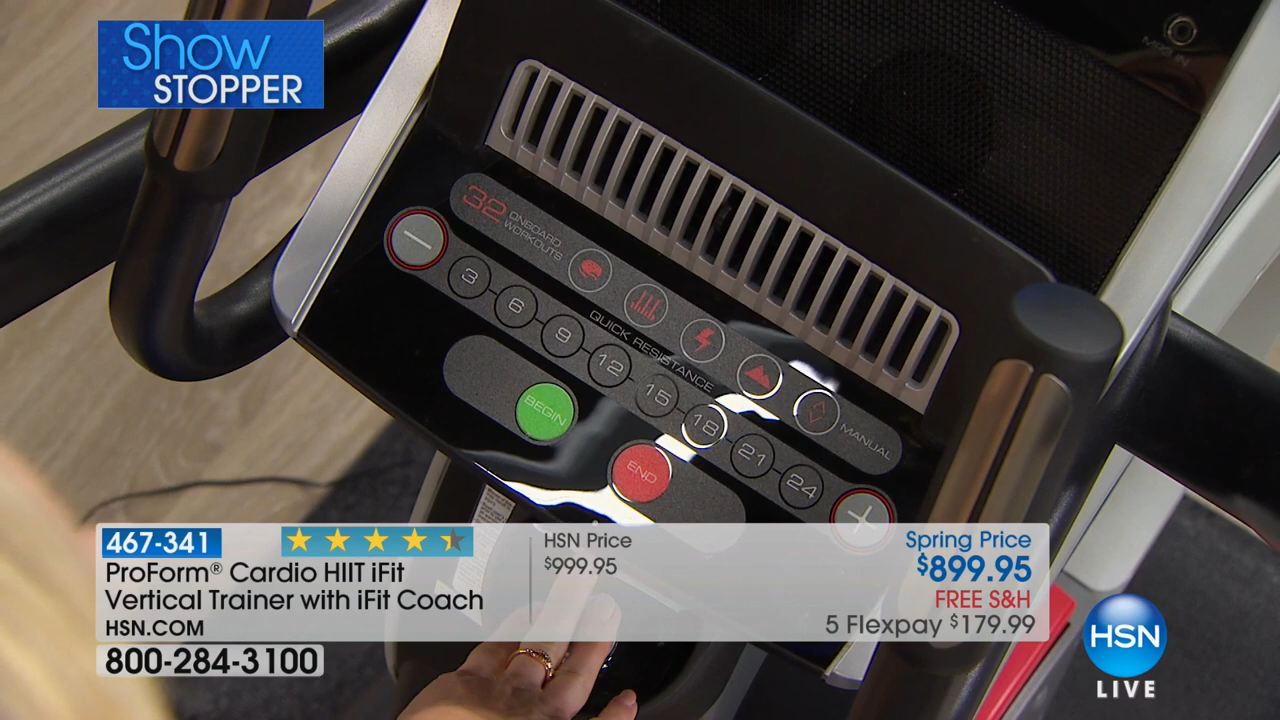 Show
STOPPER
MP3 IN
32 ONBOARD
WORKOUTS
MANUAL
QUICK RESISTANCE
3 6 9 12 15 18 21 24
BEGIN
END
467-341
ProForm® Cardio HIIT iFit
Vertical Trainer with iFit Coach
HSN.COM
800-284-3100
HSN Price
$999.95
Spring Price
$899.95
FREE S&H
5 Flexpay $179.99
HSN
LIVE